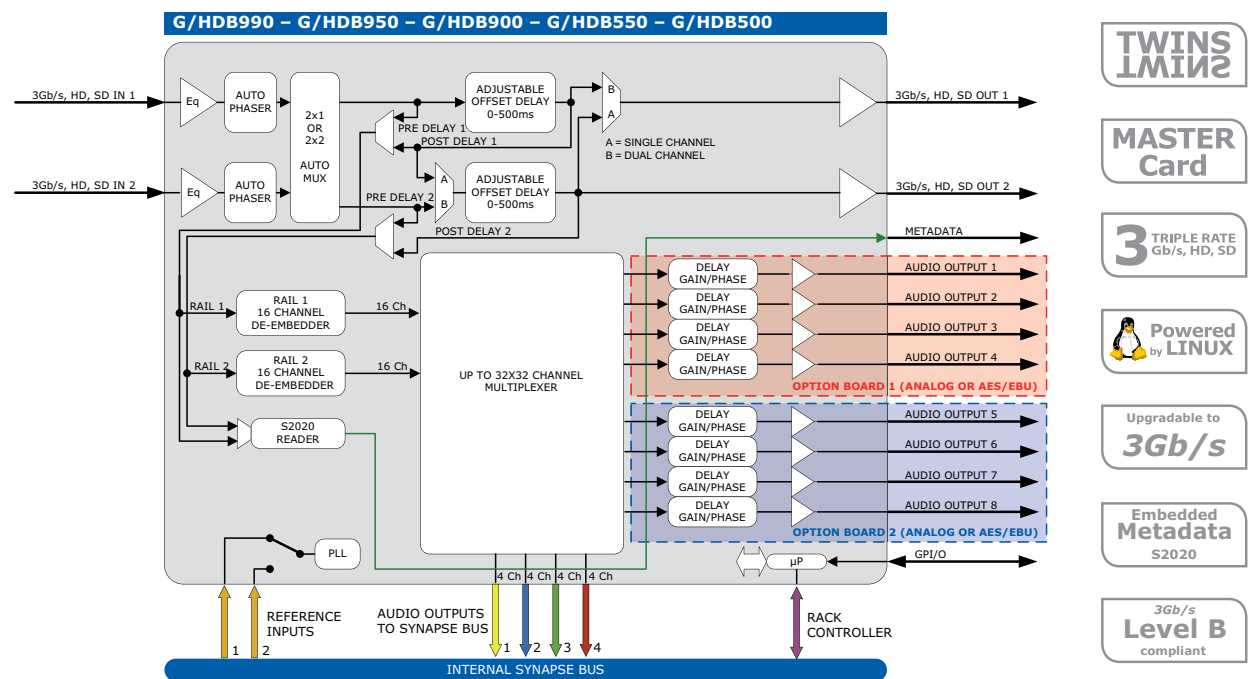 G/HDB990 – G/HDB950 – G/HDB900 – G/HDB550 – G/HDB500
3Gb/s, HD, SD IN 1
Eq
AUTO
PHASER
2x1
OR
2x2
AUTO
MUX
ADJUSTABLE
OFFSET DELAY
0-500ms
PRE DELAY 1
POST DELAY 1
B
A
A = SINGLE CHANNEL
B = DUAL CHANNEL
3Gb/s, HD, SD OUT 1
3Gb/s, HD, SD IN 2
Eq
AUTO
PHASER
PRE DELAY 2
A
B
ADJUSTABLE
OFFSET DELAY
0-500ms
POST DELAY 2
3Gb/s, HD, SD OUT 2
METADATA
RAIL 1
RAIL 1
16 CHANNEL
DE-EMBEDDER
16 Ch
RAIL 2
RAIL 2
16 CHANNEL
DE-EMBEDDER
16 Ch
S2020
READER
UP TO 32X32 CHANNEL
MULTIPLEXER
DELAY
GAIN/PHASE
AUDIO OUTPUT 1
DELAY
GAIN/PHASE
AUDIO OUTPUT 2
DELAY
GAIN/PHASE
AUDIO OUTPUT 3
DELAY
GAIN/PHASE
AUDIO OUTPUT 4
OPTION BOARD 1 (ANALOG OR AES/EBU)
DELAY
GAIN/PHASE
AUDIO OUTPUT 5
DELAY
GAIN/PHASE
AUDIO OUTPUT 6
DELAY
GAIN/PHASE
AUDIO OUTPUT 7
DELAY
GAIN/PHASE
AUDIO OUTPUT 8
OPTION BOARD 2 (ANALOG OR AES/EBU)
PLL
µP
GPI/O
4 Ch
4 Ch
4 Ch
4 Ch
REFERENCE
INPUTS
1
2
AUDIO OUTPUTS
TO SYNAPSE BUS
1
2
3
4
RACK
CONTROLLER
INTERNAL SYNAPSE BUS
TWINS
TWINS
MASTER
Card
3
TRIPLE RATE
Gb/s, HD, SD
Powered
by LINUX
Upgradable to
3Gb/s
Embedded
Metadata
S2020
3Gb/s
Level B
compliant